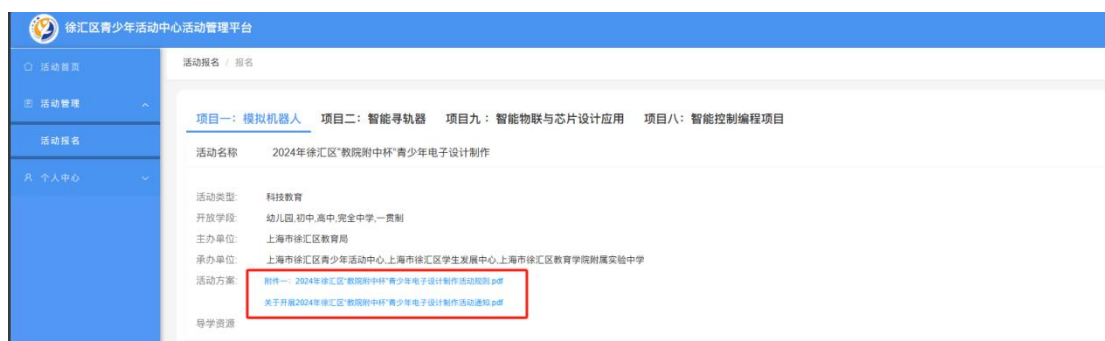 徐汇区青少年活动中心活动管理平台
活动首页
活动报名 / 报名
活动管理
项目一：模拟机器人 项目二：智能寻轨器 项目九：智能物联与芯片设计应用 项目八：智能控制编程项目
活动报名
活动名称 2024年徐汇区“教院附中杯”青少年电子设计制作
个人中心
活动类型: 科技教育
开放学段: 幼儿园,初中,高中,完全中学,一贯制
主办单位: 上海市徐汇区教育局
承办单位: 上海市徐汇区青少年活动中心,上海市徐汇区学生发展中心,上海市徐汇区教育学院附属实验中学
活动方案: 附件一：2024年徐汇区“教院附中杯”青少年电子设计制作活动规则.pdf
关于开展2024年徐汇区“教院附中杯”青少年电子设计制作活动通知.pdf
导学资源